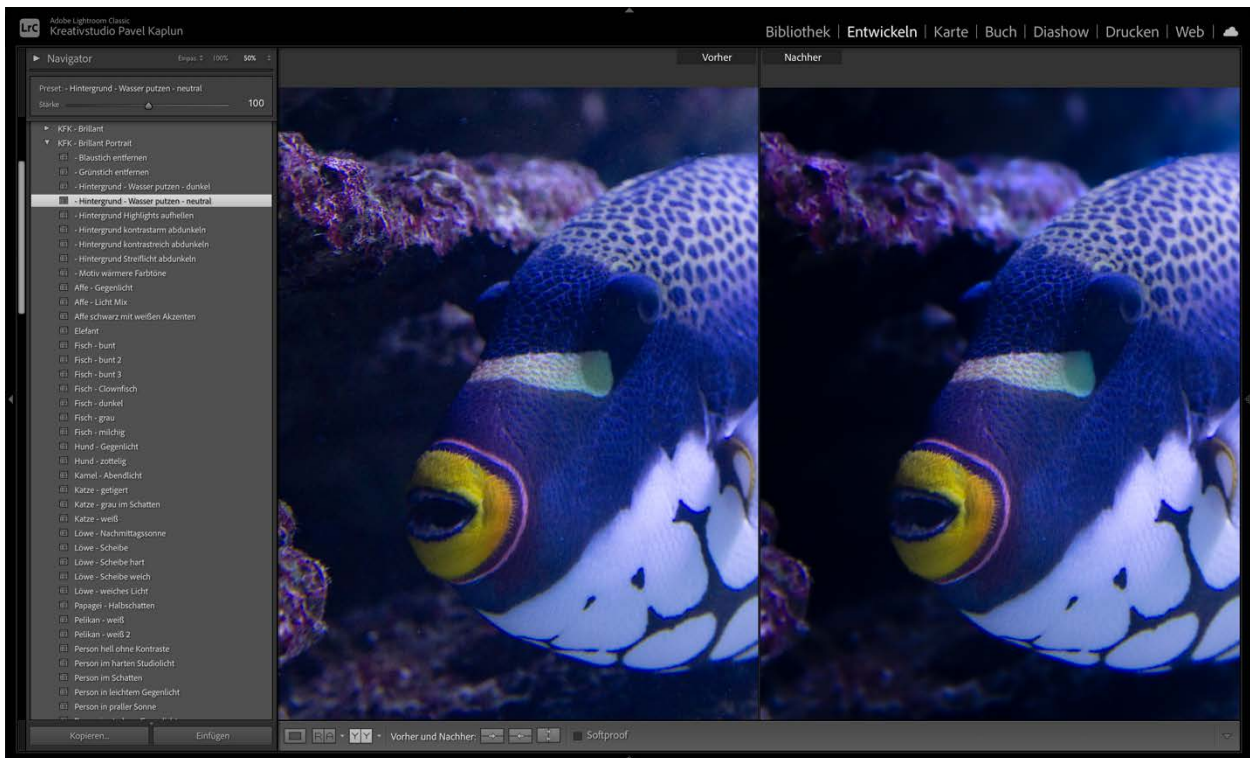 LrC
Adobe Lightroom Classic
Kreativstudio Pavel Kaplun
Bibliothek | Entwickeln | Karte | Buch | Diashow | Drucken | Web |
Navigator
Einpas. 100% 50%
Vorher
Nachher
Preset: - Hintergrund - Wasser putzen - neutral
Stärke 100
KFK - Brillant
KFK - Brillant Portrait
- Blaustich entfernen
- Grünstich entfernen
- Hintergrund - Wasser putzen - dunkel
- Hintergrund - Wasser putzen - neutral
- Hintergrund Highlights aufhellen
- Hintergrund kontrastarm abdunkeln
- Hintergrund kontrastreich abdunkeln
- Hintergrund Streiflicht abdunkeln
- Motiv wärmere Farbtöne
Affe - Gegenlicht
Affe - Licht Mix
Affe schwarz mit weißen Akzenten
Elefant
Fisch - bunt
Fisch - bunt 2
Fisch - bunt 3
Fisch - Clownfisch
Fisch - dunkel
Fisch - grau
Fisch - milchig
Hund - Gegenlicht
Hund - zottelig
Kamel - Abendlicht
Katze - getigert
Katze - grau im Schatten
Katze - weiß
Löwe - Nachmittagssonne
Löwe - Scheibe
Löwe - Scheibe hart
Löwe - Scheibe weich
Löwe - weiches Licht
Papagei - Halbschatten
Pelikan - weiß
Pelikan - weiß 2
Person hell ohne Kontraste
Person im harten Studiolicht
Person im Schatten
Person in leichtem Gegenlicht
Person in praller Sonne
Kopieren... Einfügen
R A Y Y Vorher und Nachher: Softproof